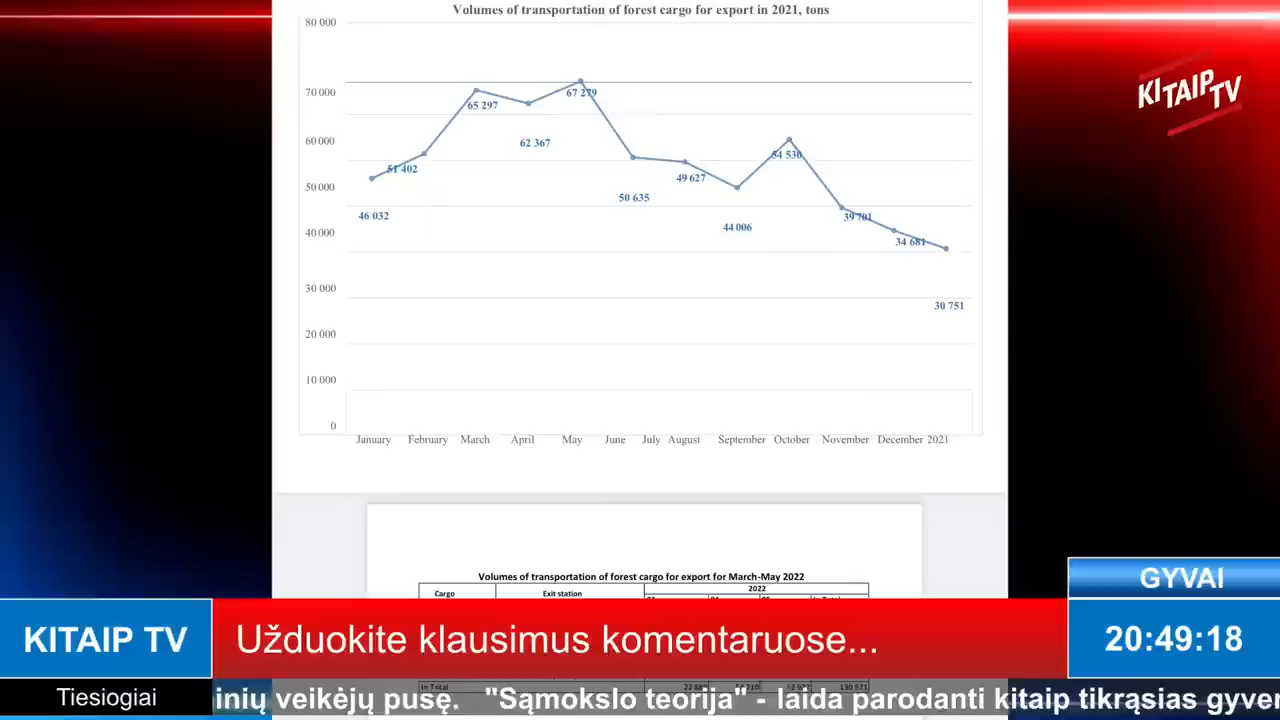 Volumes of transportation of forest cargo for export in 2021, tons
80 000
70 000
60 000
50 000
40 000
30 000
20 000
10 000
0
46 032
51 402
65 297
62 367
67 279
50 635
49 627
44 006
54 530
39 701
34 681
30 751
January February March April May June July August September October November December 2021
KITAIP TV
Volumes of transportation of forest cargo for export for March-May 2022
Cargo Exit station 2022
In Total
GYVAI
KITAIP TV
Užduokite klausimus komentaruose...
20:49:18
Tiesiogiai
inių veikėjų pusę. "Sąmokslo teorija" - laida parodanti kitaip tikrąsias gyve